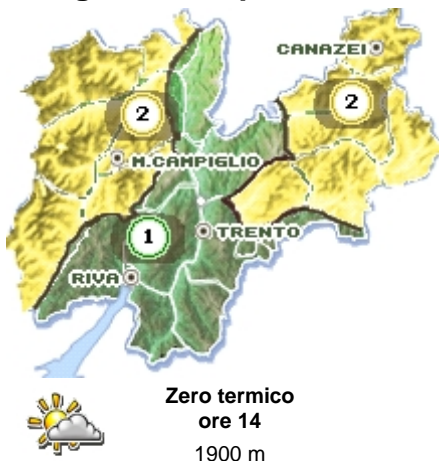 CANAZEI
2
2
M.CAMPIGLIO
1
TRENTO
RIVA
Zero termico
ore 14
1900 m